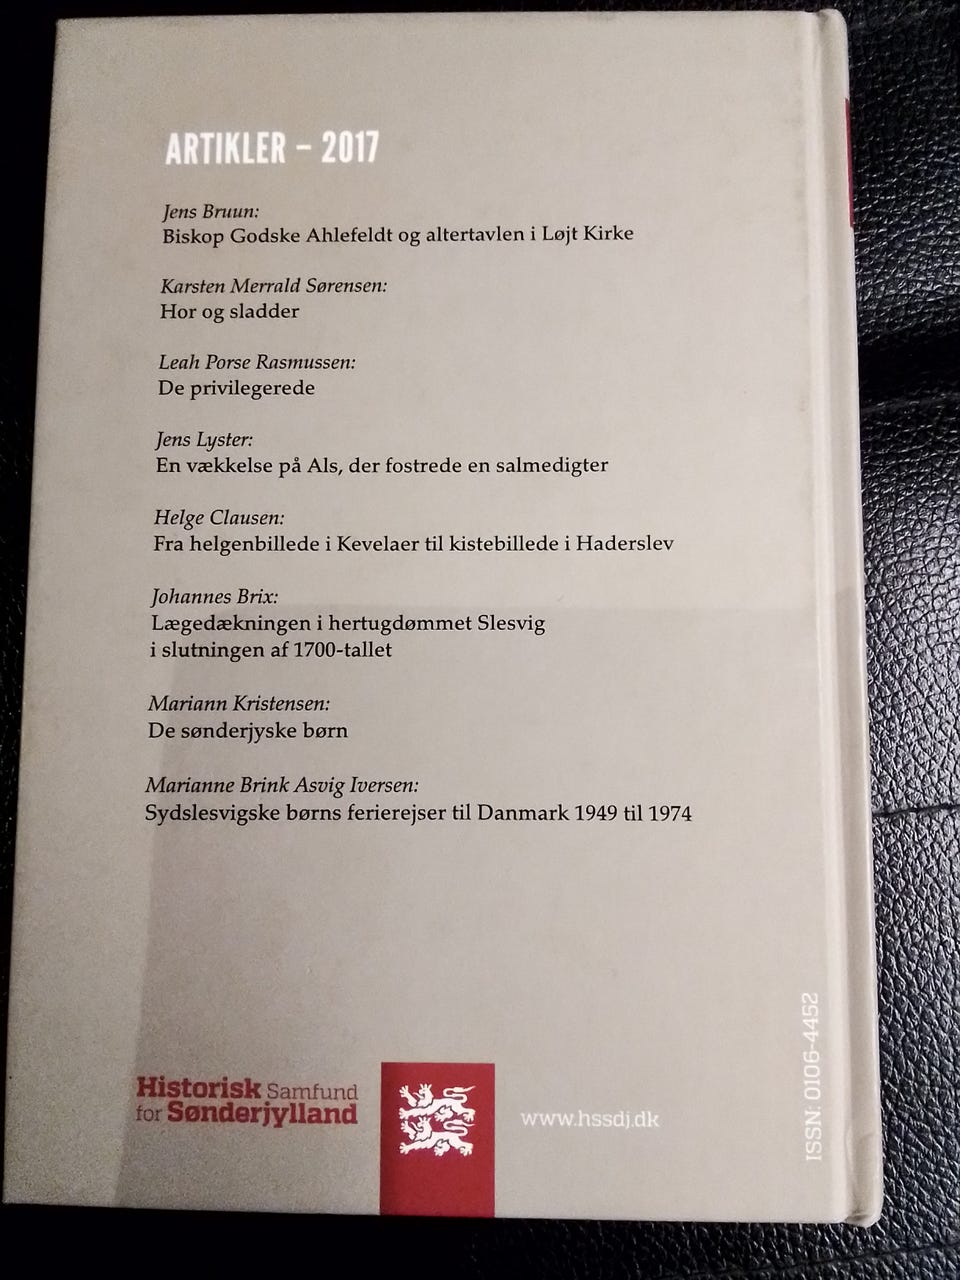 ARTIKLER – 2017
Jens Bruun:
Biskop Godske Ahlefeldt og altertavlen i Løjt Kirke
Karsten Merrald Sørensen:
Hor og sladder
Leah Porse Rasmussen:
De privilegerede
Jens Lyster:
En vækkelse på Als, der fostrede en salmedigter
Helge Clausen:
Fra helgenbillede i Kevelaer til kistebillede i Haderslev
Johannes Brix:
Lægedækningen i hertugdømmet Slesvig
i slutningen af 1700-tallet
Mariann Kristensen:
De sønderjyske børn
Marianne Brink Asvig Iversen:
Sydslesvigske børns ferierejser til Danmark 1949 til 1974
Historisk Samfund
for Sønderjylland
www.hssdj.dk
ISSN: 0106-4452